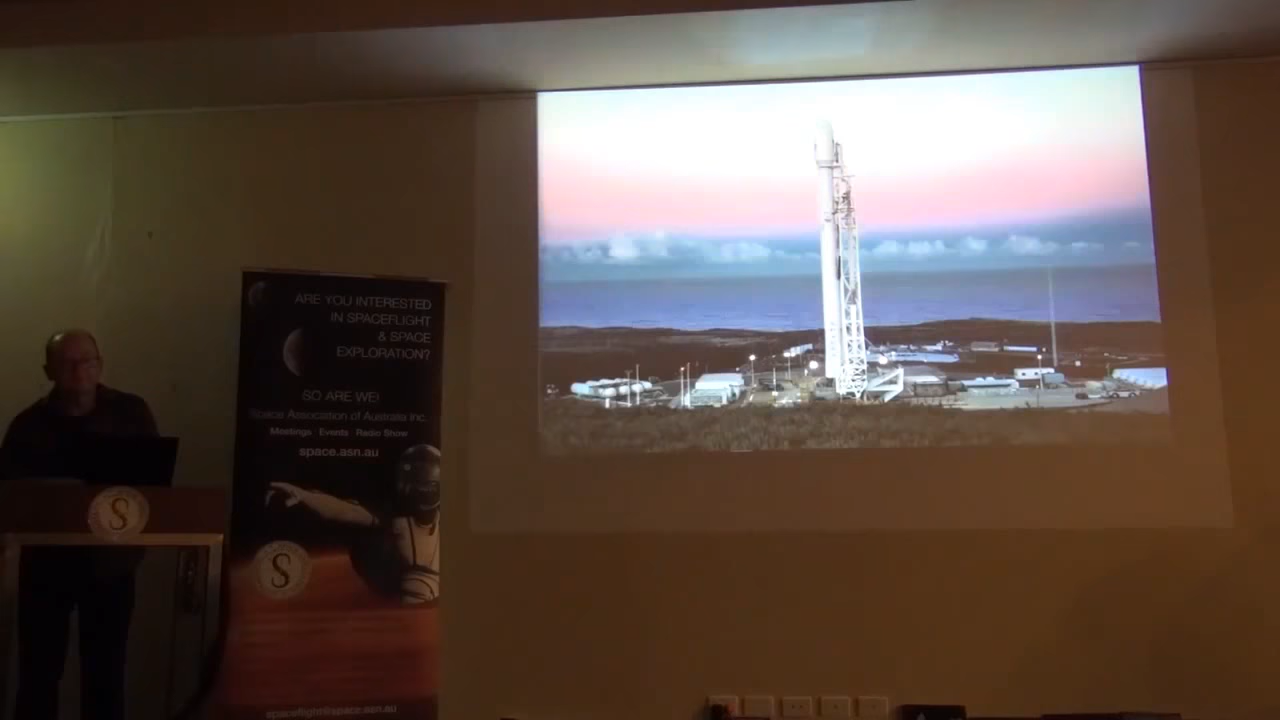 ARE YOU INTERESTED
IN SPACEFLIGHT
& SPACE
EXPLORATION?
SO ARE WE!
Space Association of Australia Inc.
Meetings Events Radio Show
space.asn.au
S
S
spaceflight@space.asn.au